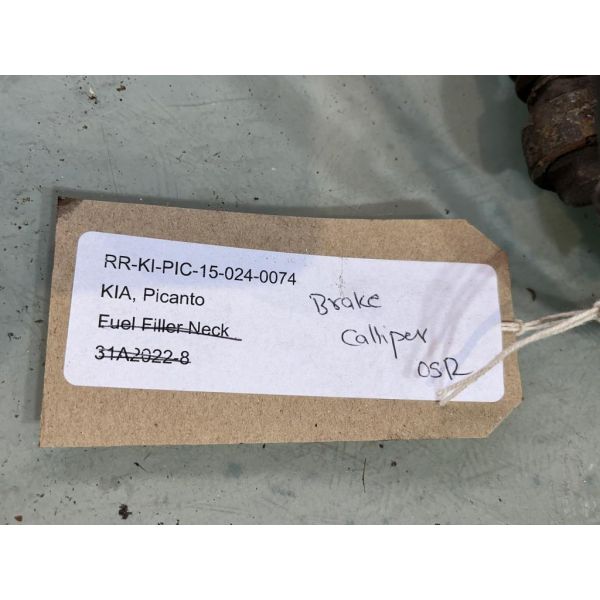 RR-KI-PIC-15-024-0074
KIA, Picanto
Fuel Filler Neck
31A2022-8
Brake
Calliper
OSR